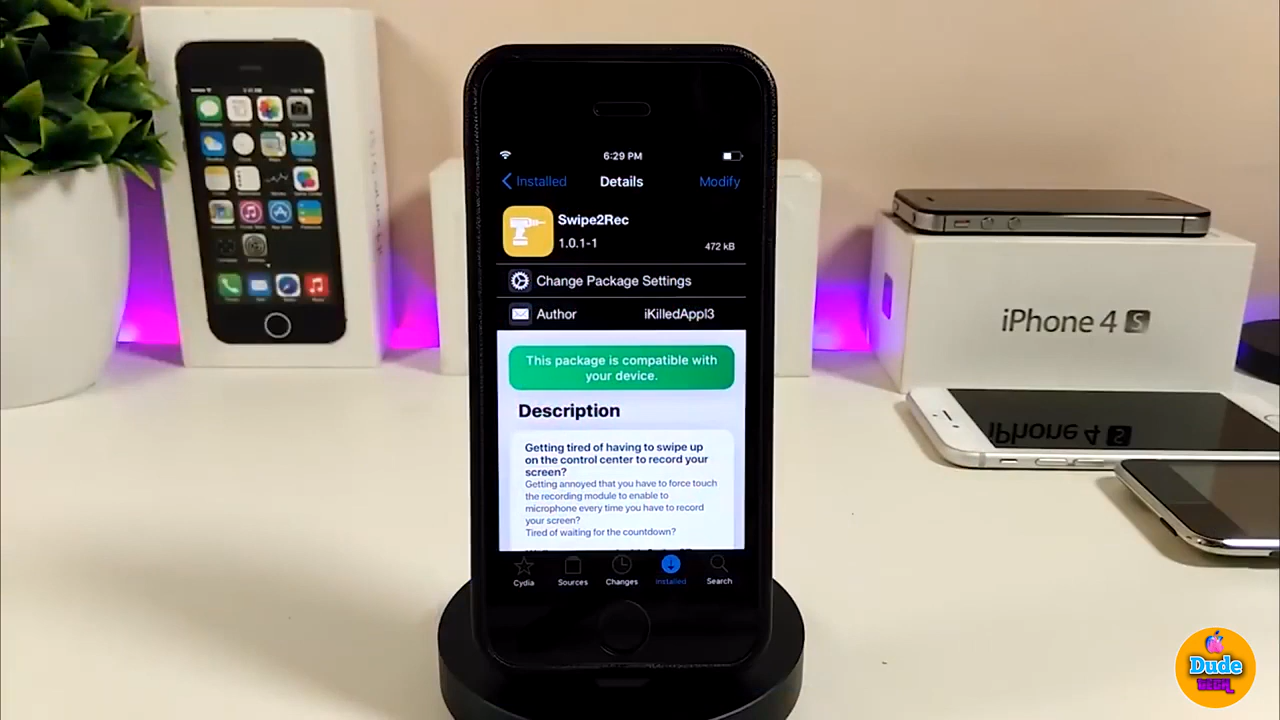 6:29 PM
Installed
Details
Modify
Swipe2Rec
1.0.1-1
472 kB
Change Package Settings
Author
iKilledAppl3
This package is compatible with
your device.
Description
Getting tired of having to swipe up
on the control center to record your
screen?
Getting annoyed that you have to force touch
the recording module to enable to
microphone every time you have to record
your screen?
Tired of waiting for the countdown?
Cydia
Sources
Changes
Installed
Search
iPhone 4 S
iPhone 4 S
Dude
TECH